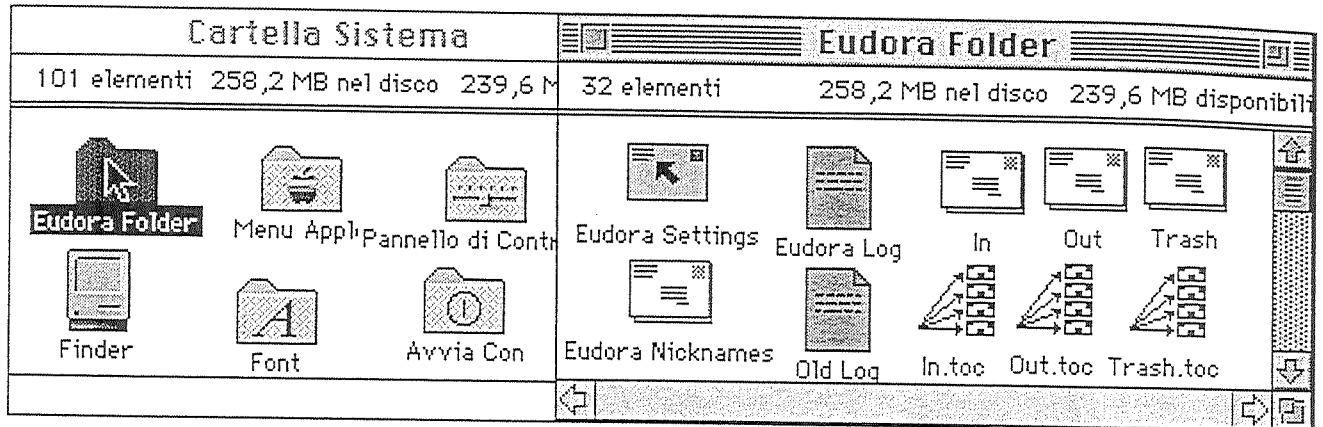 Cartella Sistema
101 elementi 258,2 MB nel disco 239,6 M
Eudora Folder
Menu Appl
Pannello di Contr
Finder
Font
Avvia Con
Eudora Folder
32 elementi 258,2 MB nel disco 239,6 MB disponibili
Eudora Settings
Eudora Log
In
Out
Trash
Eudora Nicknames
Old Log
In.toc
Out.toc
Trash.toc